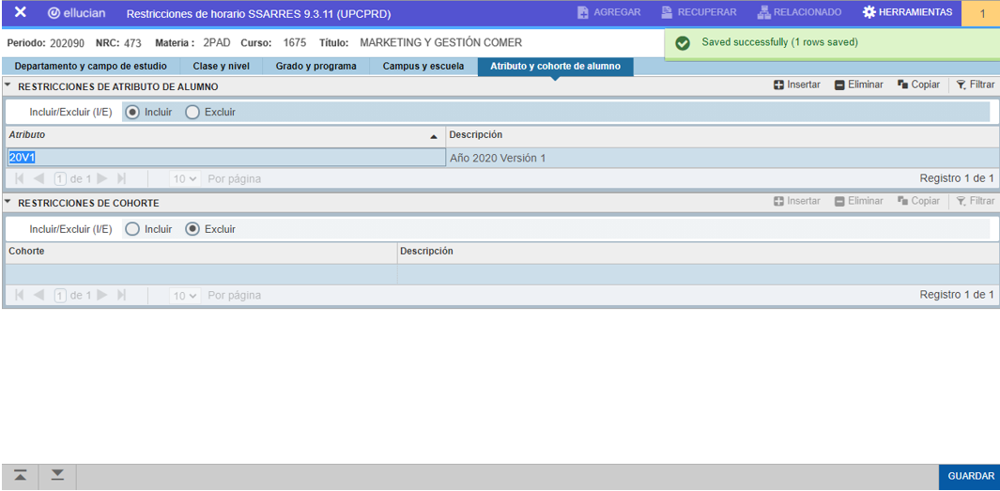 ✕ ellucian Restricciones de horario SSARRES 9.3.11 (UPCPRD) AGREGAR RECUPERAR RELACIONADO HERRAMIENTAS 1
Periodo: 202090 NRC: 473 Materia : 2PAD Curso: 1675 Título: MARKETING Y GESTIÓN COMER
Saved successfully (1 rows saved)
Departamento y campo de estudio Clase y nivel Grado y programa Campus y escuela Atributo y cohorte de alumno
RESTRICCIONES DE ATRIBUTO DE ALUMNO Insertar Eliminar Copiar Filtrar
Incluir/Excluir (I/E) Incluir Excluir
Atributo Descripción
20V1 Año 2020 Versión 1
1 de 1 10 Por página Registro 1 de 1
RESTRICCIONES DE COHORTE Insertar Eliminar Copiar Filtrar
Incluir/Excluir (I/E) Incluir Excluir
Cohorte Descripción
1 de 1 10 Por página Registro 1 de 1
GUARDAR